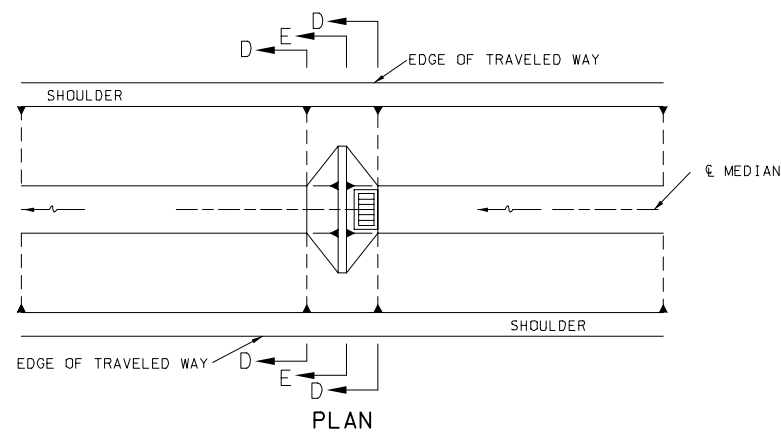 D
E
D
EDGE OF TRAVELED WAY
SHOULDER
℄ MEDIAN
SHOULDER
EDGE OF TRAVELED WAY
D
E
D
PLAN